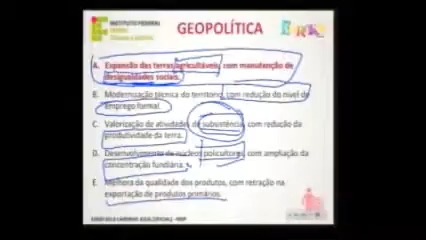 INSTITUTO FEDERAL
GEOPOLÍTICA
A. Expansão das terras agricultáveis, com manutenção de
desigualdades sociais.
B. Modernização técnica do território, com redução do nível de
emprego formal.
C. Valorização de atividades de subsistência, com redução da
produtividade da terra.
D. Desenvolvimento de núcleos policultores, com ampliação da
concentração fundiária.
E. Melhora da qualidade dos produtos, com retração na
exportação de produtos primários.